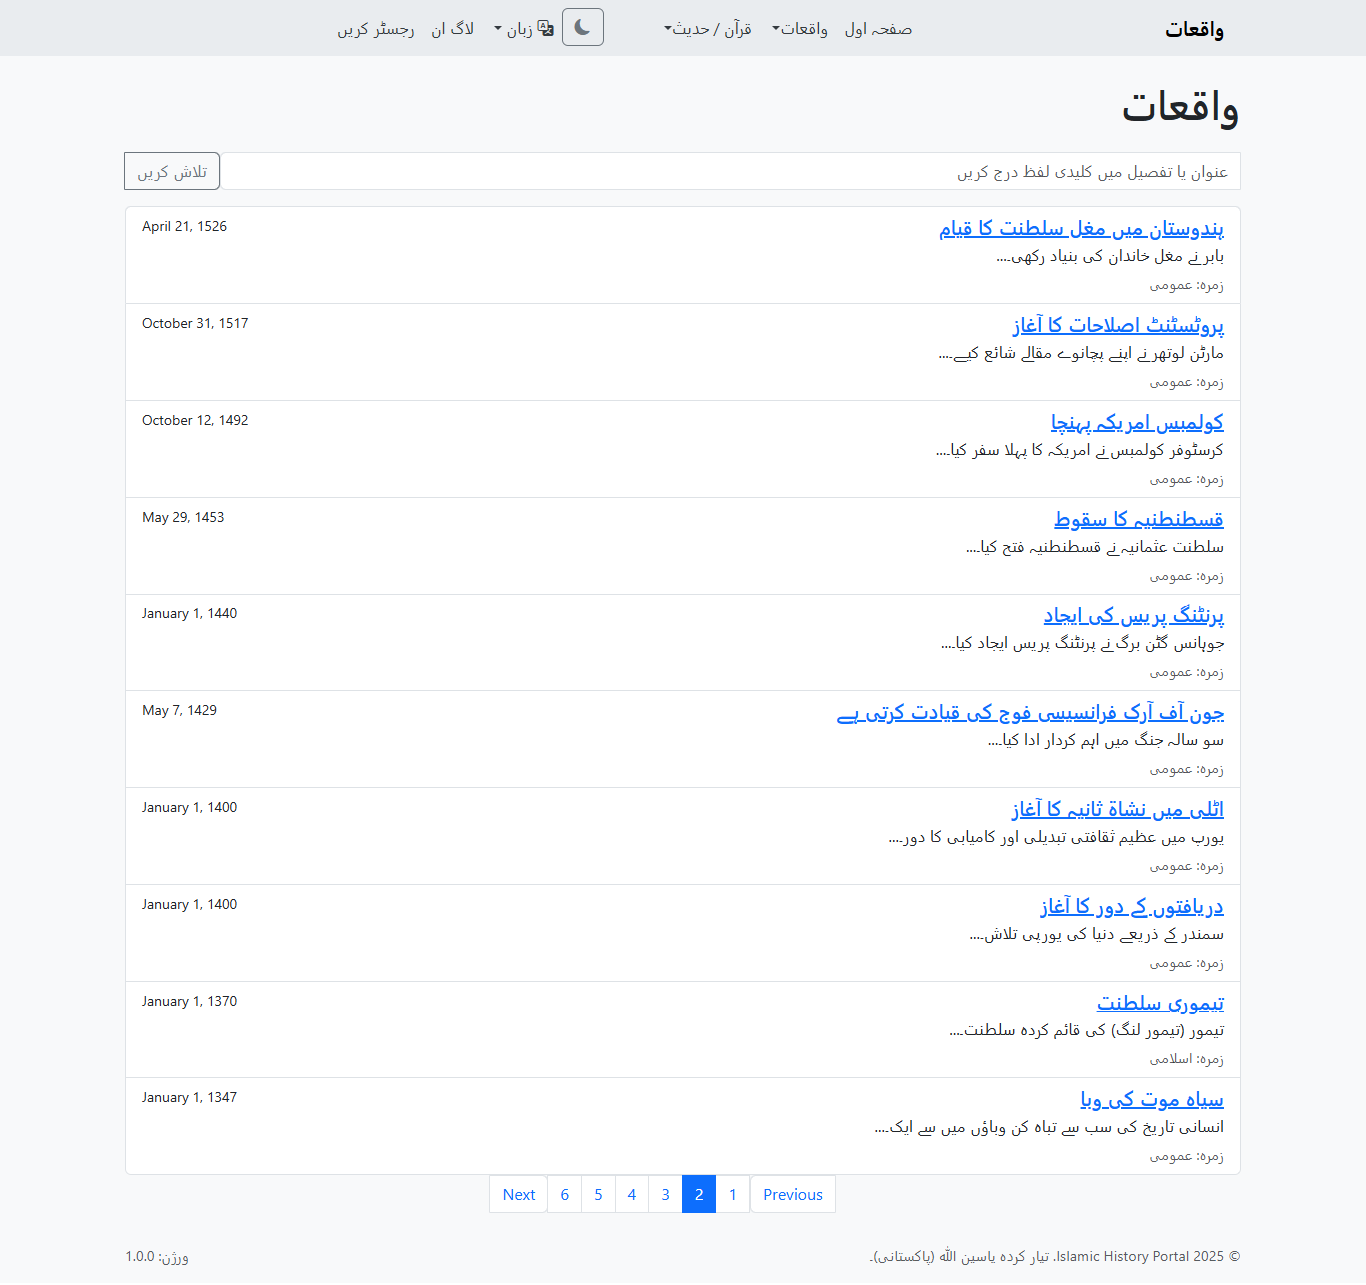 واقعات
صفحہ اول
واقعات
قرآن / حدیث
زبان
لاگ ان
رجسٹر کریں
واقعات
عنوان یا تفصیل میں کلیدی لفظ درج کریں
تلاش کریں
ہندوستان میں مغل سلطنت کا قیام
April 21, 1526
بابر نے مغل خاندان کی بنیاد رکھی۔...
زمرہ: عمومی
پروٹسٹنٹ اصلاحات کا آغاز
October 31, 1517
مارٹن لوتھر نے اپنے پچانوے مقالے شائع کیے۔...
زمرہ: عمومی
کولمبس امریکہ پہنچا
October 12, 1492
کرسٹوفر کولمبس نے امریکہ کا پہلا سفر کیا۔...
زمرہ: عمومی
قسطنطنیہ کا سقوط
May 29, 1453
سلطنت عثمانیہ نے قسطنطنیہ فتح کیا۔...
زمرہ: عمومی
پرنٹنگ پریس کی ایجاد
January 1, 1440
جوہانس گٹن برگ نے پرنٹنگ پریس ایجاد کیا۔...
زمرہ: عمومی
جون آف آرک فرانسیسی فوج کی قیادت کرتی ہے
May 7, 1429
سو سالہ جنگ میں اہم کردار ادا کیا۔...
زمرہ: عمومی
اٹلی میں نشاۃ ثانیہ کا آغاز
January 1, 1400
یورپ میں عظیم ثقافتی تبدیلی اور کامیابی کا دور۔...
زمرہ: عمومی
دریافتوں کے دور کا آغاز
January 1, 1400
سمندر کے ذریعے دنیا کی یورپی تلاش۔...
زمرہ: عمومی
تیموری سلطنت
January 1, 1370
تیمور (تیمور لنگ) کی قائم کردہ سلطنت۔...
زمرہ: اسلامی
سیاہ موت کی وبا
January 1, 1347
انسانی تاریخ کی سب سے تباہ کن وباؤں میں سے ایک۔...
زمرہ: عمومی
Previous
1
2
3
4
5
6
Next
© 2025 Islamic History Portal. تیار کردہ یاسین اللہ (پاکستانی)۔
ورژن: 1.0.0